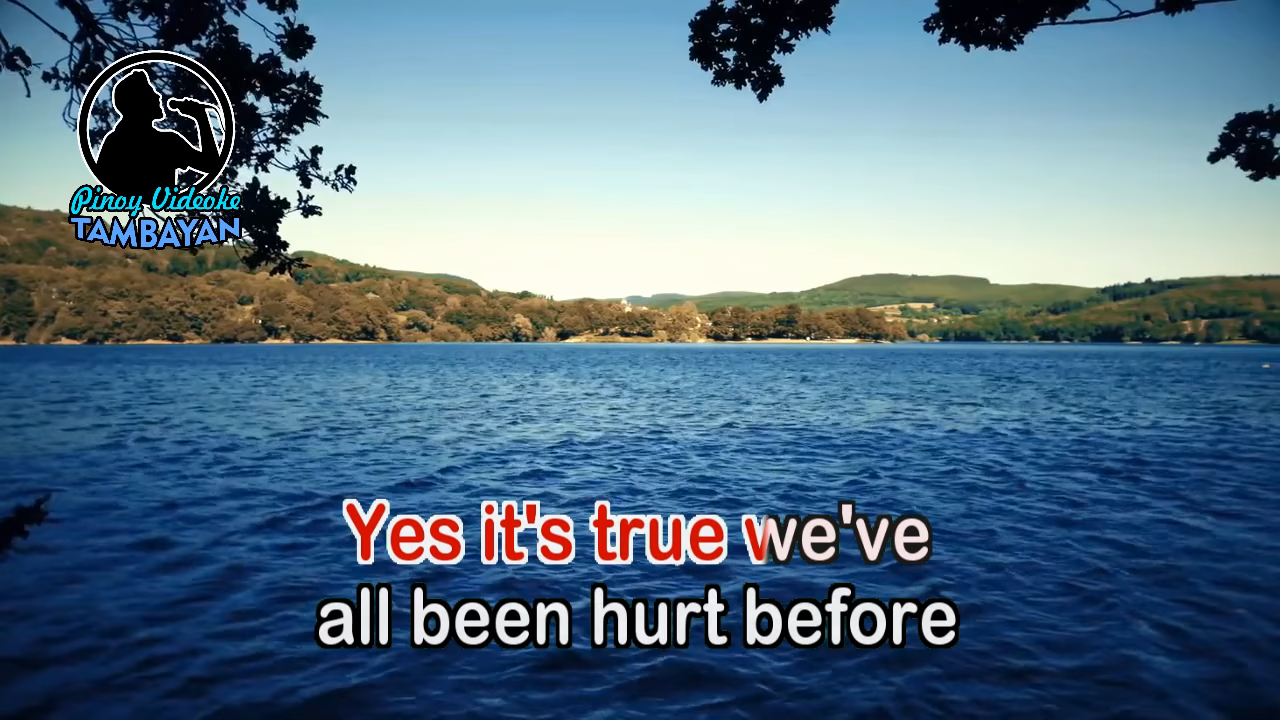 Pinoy Videoke
TAMBAYAN
Yes it's true we've
all been hurt before